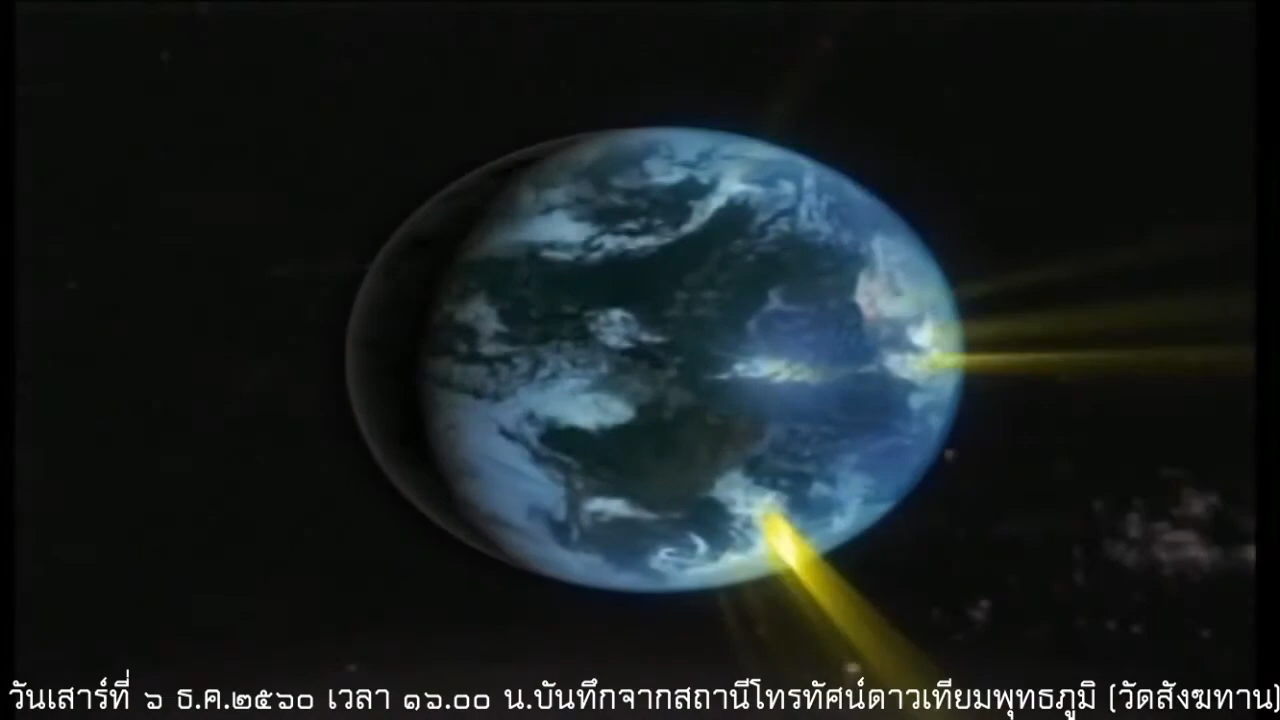 วันเสาร์ที่ ๖ ธ.ค.๒๕๖๐ เวลา ๑๖.๐๐ น.บันทึกจากสถานีโทรทัศน์ดาวเทียมพุทธภูมิ (วัดสังฆทาน)